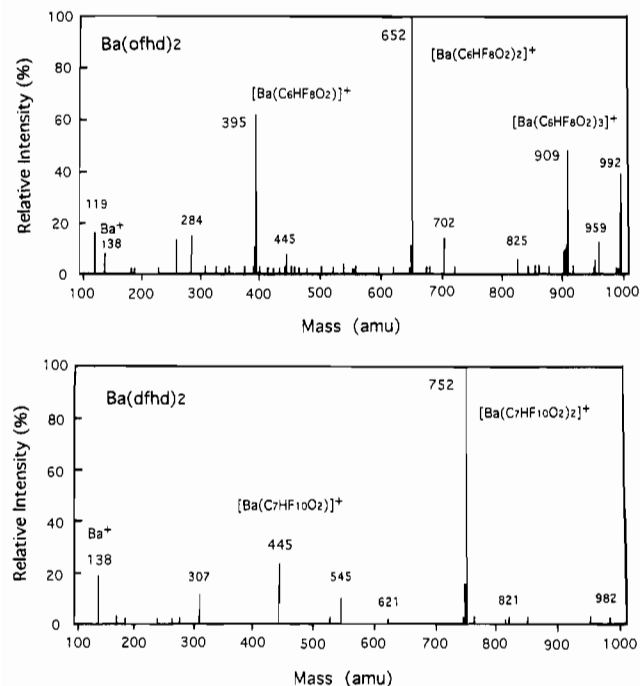 Ba(ofhd)2
Relative Intensity (%)
100
80
60
40
20
0
652
[Ba(C6HF8O2)2]+
[Ba(C6HF8O2)]+
395
[Ba(C6HF8O2)3]+
909
992
119
Ba+
138
284
445
702
825
959
100 200 300 400 500 600 700 800 900 1000
Mass (amu)
Ba(dfhd)2
Relative Intensity (%)
100
80
60
40
20
0
752
[Ba(C7HF10O2)2]+
[Ba(C7HF10O2)]+
Ba+
138
445
307
545
621
821
982
100 200 300 400 500 600 700 800 900 1000
Mass (amu)